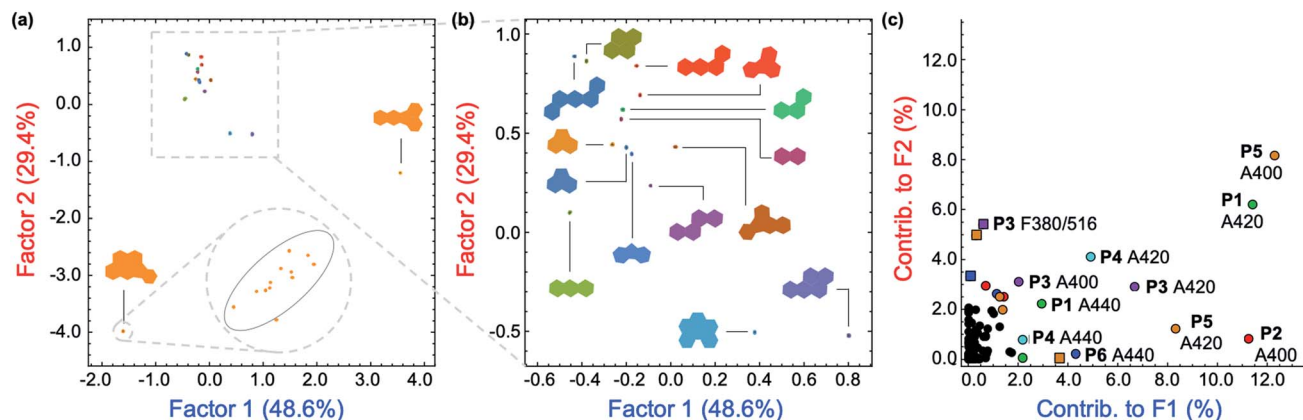 (a)
Factor 2 (29.4%)
1.0
0.0
-1.0
-2.0
-3.0
-4.0
-2.0 -1.0 0.0 1.0 2.0 3.0 4.0
Factor 1 (48.6%)
(b)
Factor 2 (29.4%)
1.0
0.5
0.0
-0.5
-0.6 -0.4 -0.2 0.0 0.2 0.4 0.6 0.8
Factor 1 (48.6%)
(c)
Contrib. to F2 (%)
12.0
10.0
8.0
6.0
4.0
2.0
0.0
P5
A400
P1
A420
P3 F380/516
P4 A420
P3 A400
P3 A420
P1 A440
P4 A440
P5
A420
P2
A400
P6 A440
0.0 2.0 4.0 6.0 8.0 10.0 12.0
Contrib. to F1 (%)